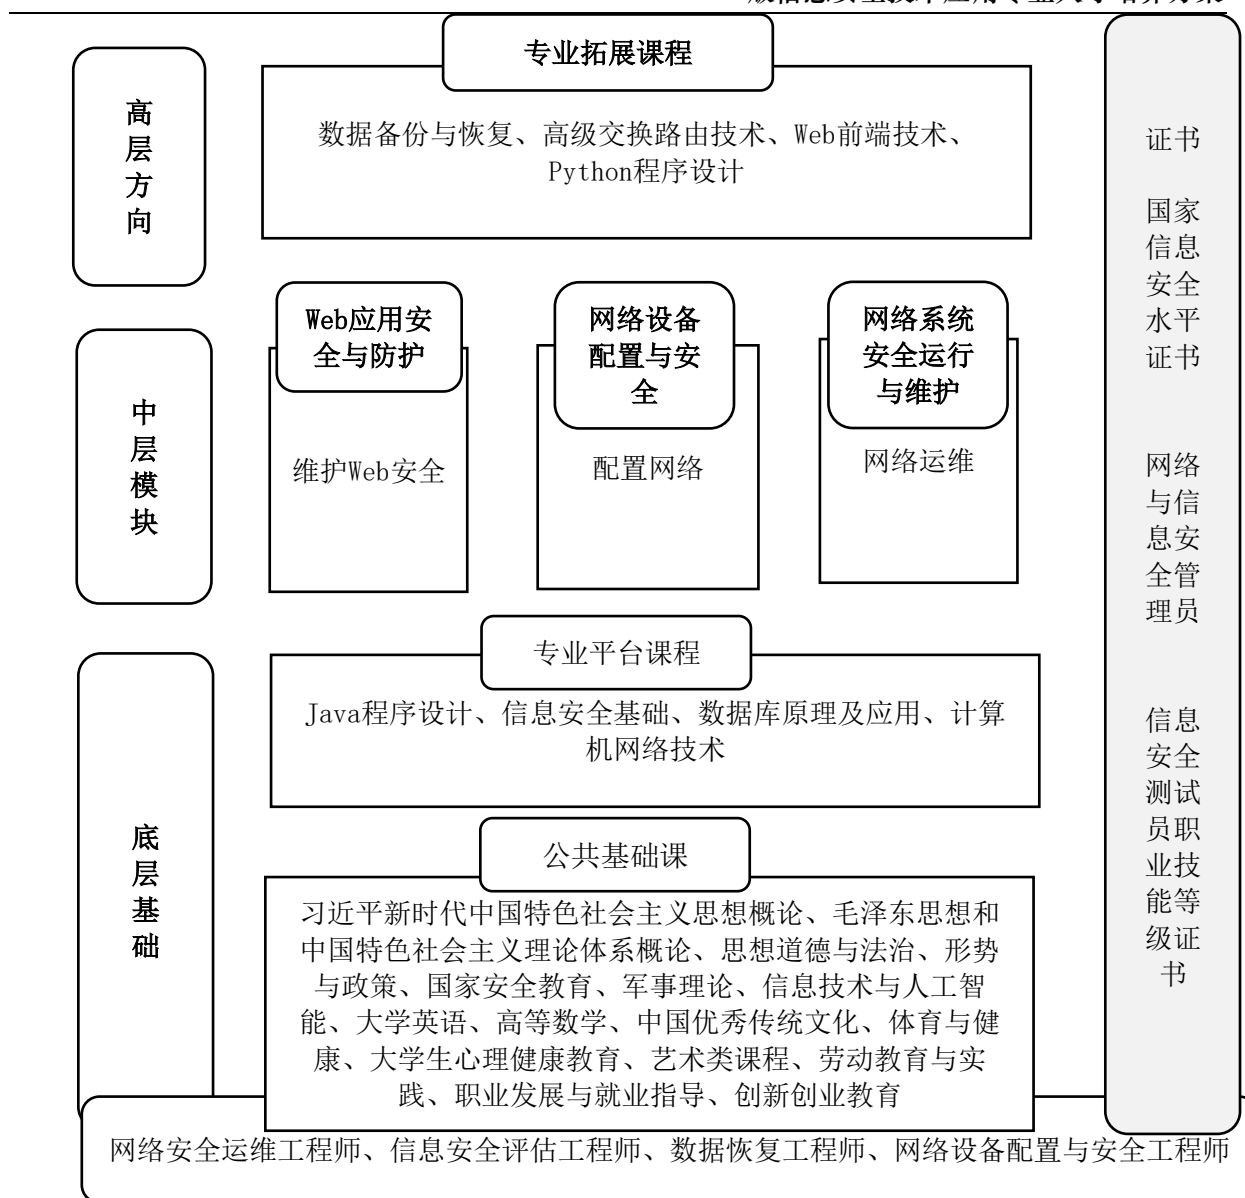 专业拓展课程
高
层
方
向
数据备份与恢复、高级交换路由技术、Web前端技术、
Python程序设计
中
层
模
块
Web应用安
全与防护
维护Web安全
网络设备
配置与安
全
配置网络
网络系统
安全运行
与维护
网络运维
底
层
基
础
专业平台课程
Java程序设计、信息安全基础、数据库原理及应用、计算
机网络技术
公共基础课
习近平新时代中国特色社会主义思想概论、毛泽东思想和
中国特色社会主义理论体系概论、思想道德与法治、形势
与政策、国家安全教育、军事理论、信息技术与人工智
能、大学英语、高等数学、中国优秀传统文化、体育与健
康、大学生心理健康教育、艺术类课程、劳动教育与实
践、职业发展与就业指导、创新创业教育
证书
国家
信息
安全
水平
证书
网络
与信
息安
全管
理员
信息
安全
测试
员职
业技
能等
级证
书
网络安全运维工程师、信息安全评估工程师、数据恢复工程师、网络设备配置与安全工程师